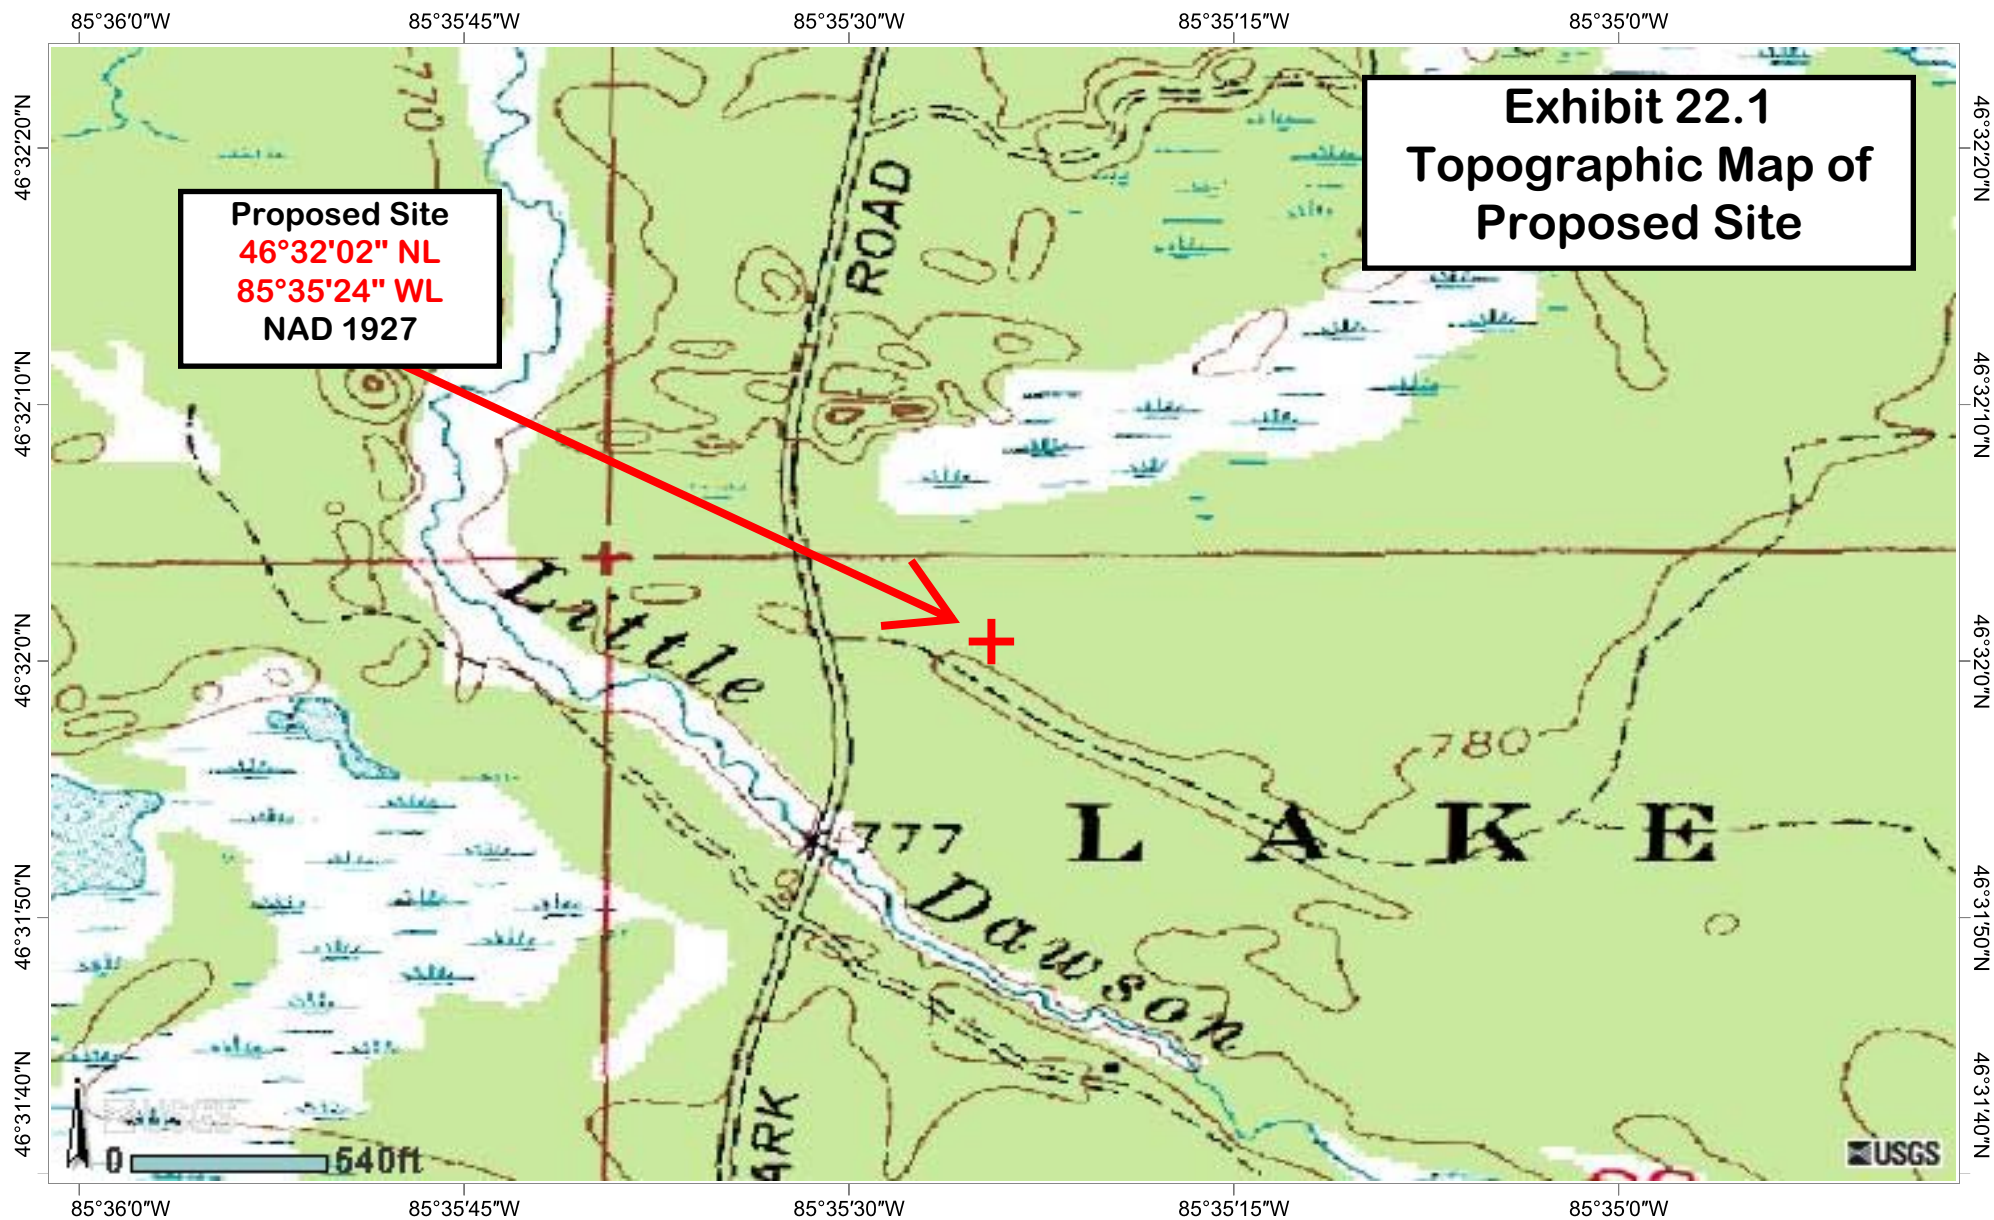 85°36'0"W 85°35'45"W 85°35'30"W 85°35'15"W 85°35'0"W
46°32'20"N
46°32'10"N
46°32'0"N
46°31'50"N
46°31'40"N
Exhibit 22.1
Topographic Map of
Proposed Site
Proposed Site
46°32'02" NL
85°35'24" WL
NAD 1927
770
ROAD
Little
780
LAKE
777
Dawson
ARK
0 540ft
USGS
46°32'20"N
46°32'10"N
46°32'0"N
46°31'50"N
46°31'40"N
85°36'0"W 85°35'45"W 85°35'30"W 85°35'15"W 85°35'0"W